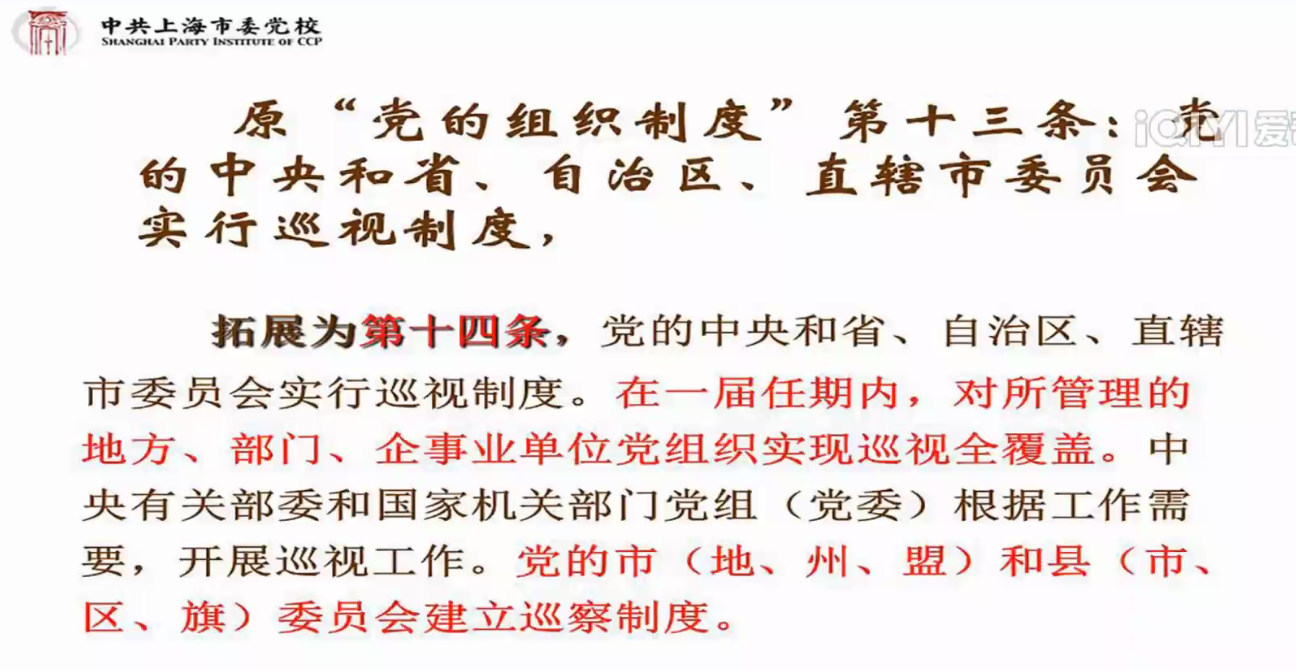 中共上海市委党校
SHANGHAI PARTY INSTITUTE OF CCP
原“党的组织制度”第十三条：党
iQIYI 爱
的中央和省、自治区、直辖市委员会
实行巡视制度，
拓展为第十四条，党的中央和省、自治区、直辖
市委员会实行巡视制度。在一届任期内，对所管理的
地方、部门、企事业单位党组织实现巡视全覆盖。中
央有关部委和国家机关部门党组（党委）根据工作需
要，开展巡视工作。党的市（地、州、盟）和县（市、
区、旗）委员会建立巡察制度。